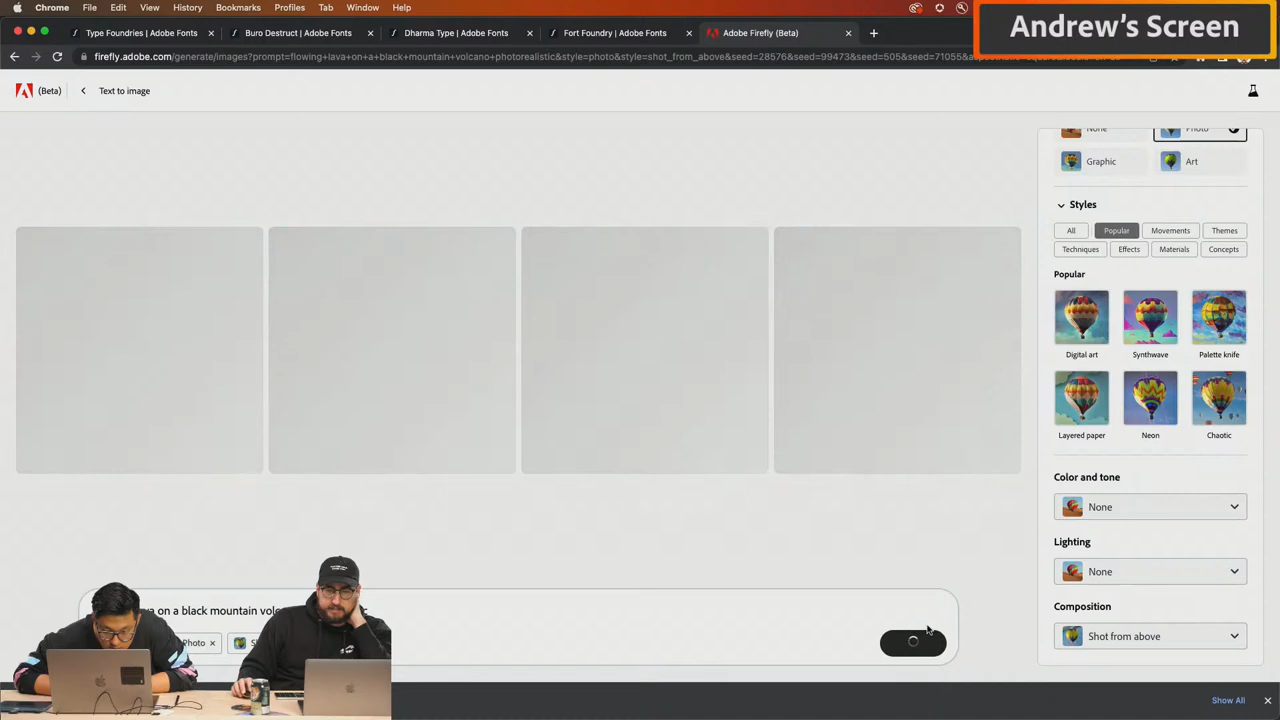 Chrome File Edit View History Bookmarks Profiles Tab Window Help
Andrew's Screen
Type Foundries | Adobe Fonts
Buro Destruct | Adobe Fonts
Dharma Type | Adobe Fonts
Fort Foundry | Adobe Fonts
Adobe Firefly (Beta)
firefly.adobe.com/generate/images?prompt=flowing+lava+on+a+black+mountain+volcano+photorealistic&style=photo&style=shot_from_above&seed=28576&seed=99473&seed=505&seed=71055&
(Beta) Text to image
None Photo
Graphic Art
Styles
All Popular Movements Themes
Techniques Effects Materials Concepts
Popular
Digital art Synthwave Palette knife
Layered paper Neon Chaotic
Color and tone
None
Lighting
None
Composition
Shot from above
on a black mountain
Photo
Show All